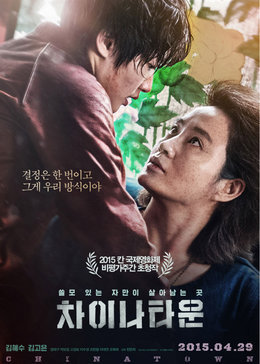 결정은 한 번이고
그게 우리 방식이야
2015 칸 국제영화제
비평가주간 초청작
쓸모 있는 자만이 살아남는 곳
차이나타운
김혜수 김고은
2015.04.29
CHINATOWN